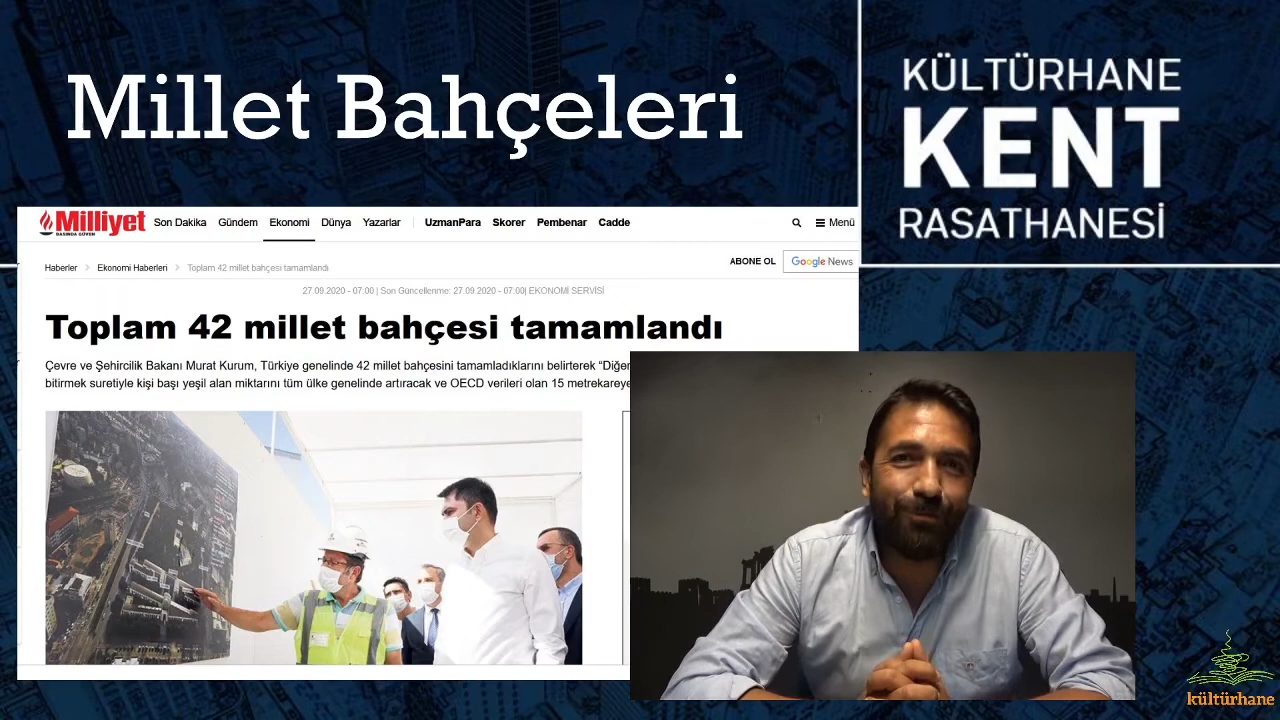 Millet Bahçeleri
KÜLTÜRHANE
KENT
RASATHANESİ
Milliyet
BASINDA GÜVEN
Son Dakika Gündem Ekonomi Dünya Yazarlar UzmanPara Skorer Pembenar Cadde Menü
Haberler > Ekonomi Haberleri > Toplam 42 millet bahçesi tamamlandı
ABONE OL Google News
27.09.2020 - 07:00 | Son Güncellenme: 27.09.2020 - 07:00| EKONOMİ SERVİSİ
Toplam 42 millet bahçesi tamamlandı
Çevre ve Şehircilik Bakanı Murat Kurum, Türkiye genelinde 42 millet bahçesini tamamladıklarını belirterek “Diğer
bitirmek suretiyle kişi başı yeşil alan miktarını tüm ülke genelinde artıracak ve OECD verileri olan 15 metrekareye
kültürhane